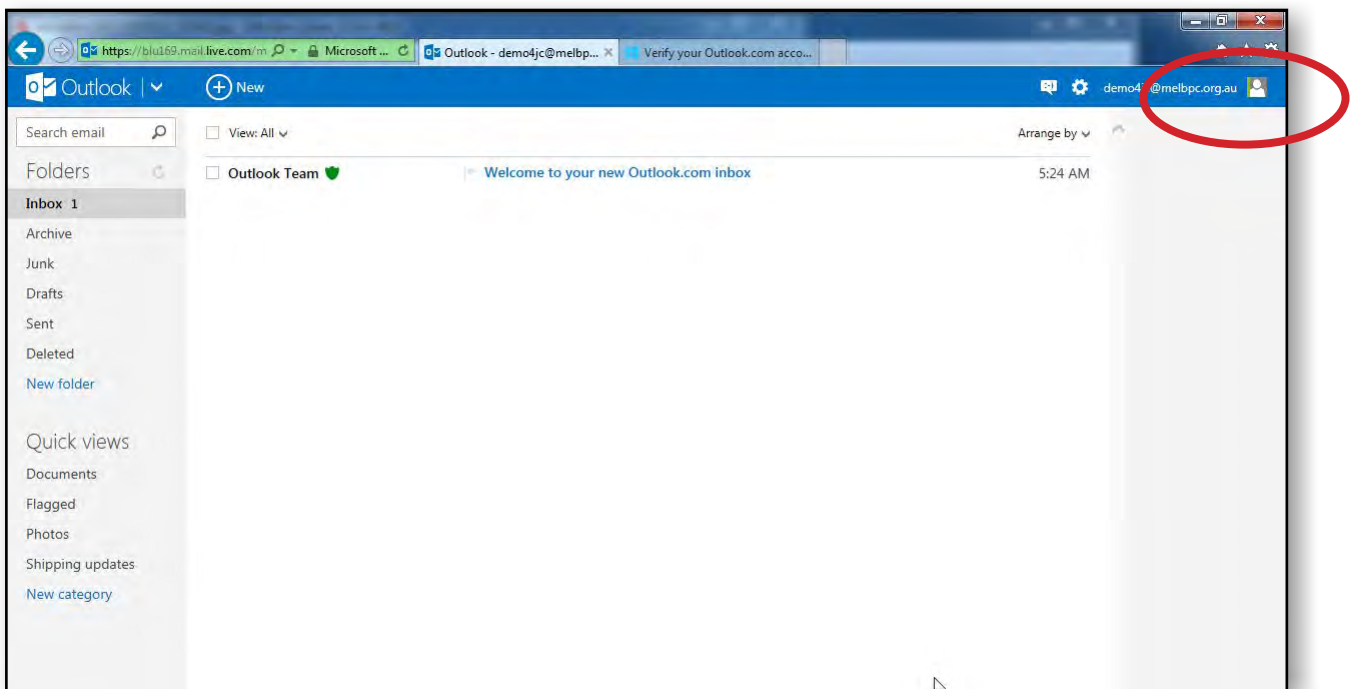 https://blu169.mail.live.com/m Microsoft ... Outlook - demo4jc@melbp... Verify your Outlook.com acco...
Outlook New demo4 @melbpc.org.au
Search email View: All Arrange by
Folders
Outlook Team Welcome to your new Outlook.com inbox 5:24 AM
Inbox 1
Archive
Junk
Drafts
Sent
Deleted
New folder
Quick views
Documents
Flagged
Photos
Shipping updates
New category